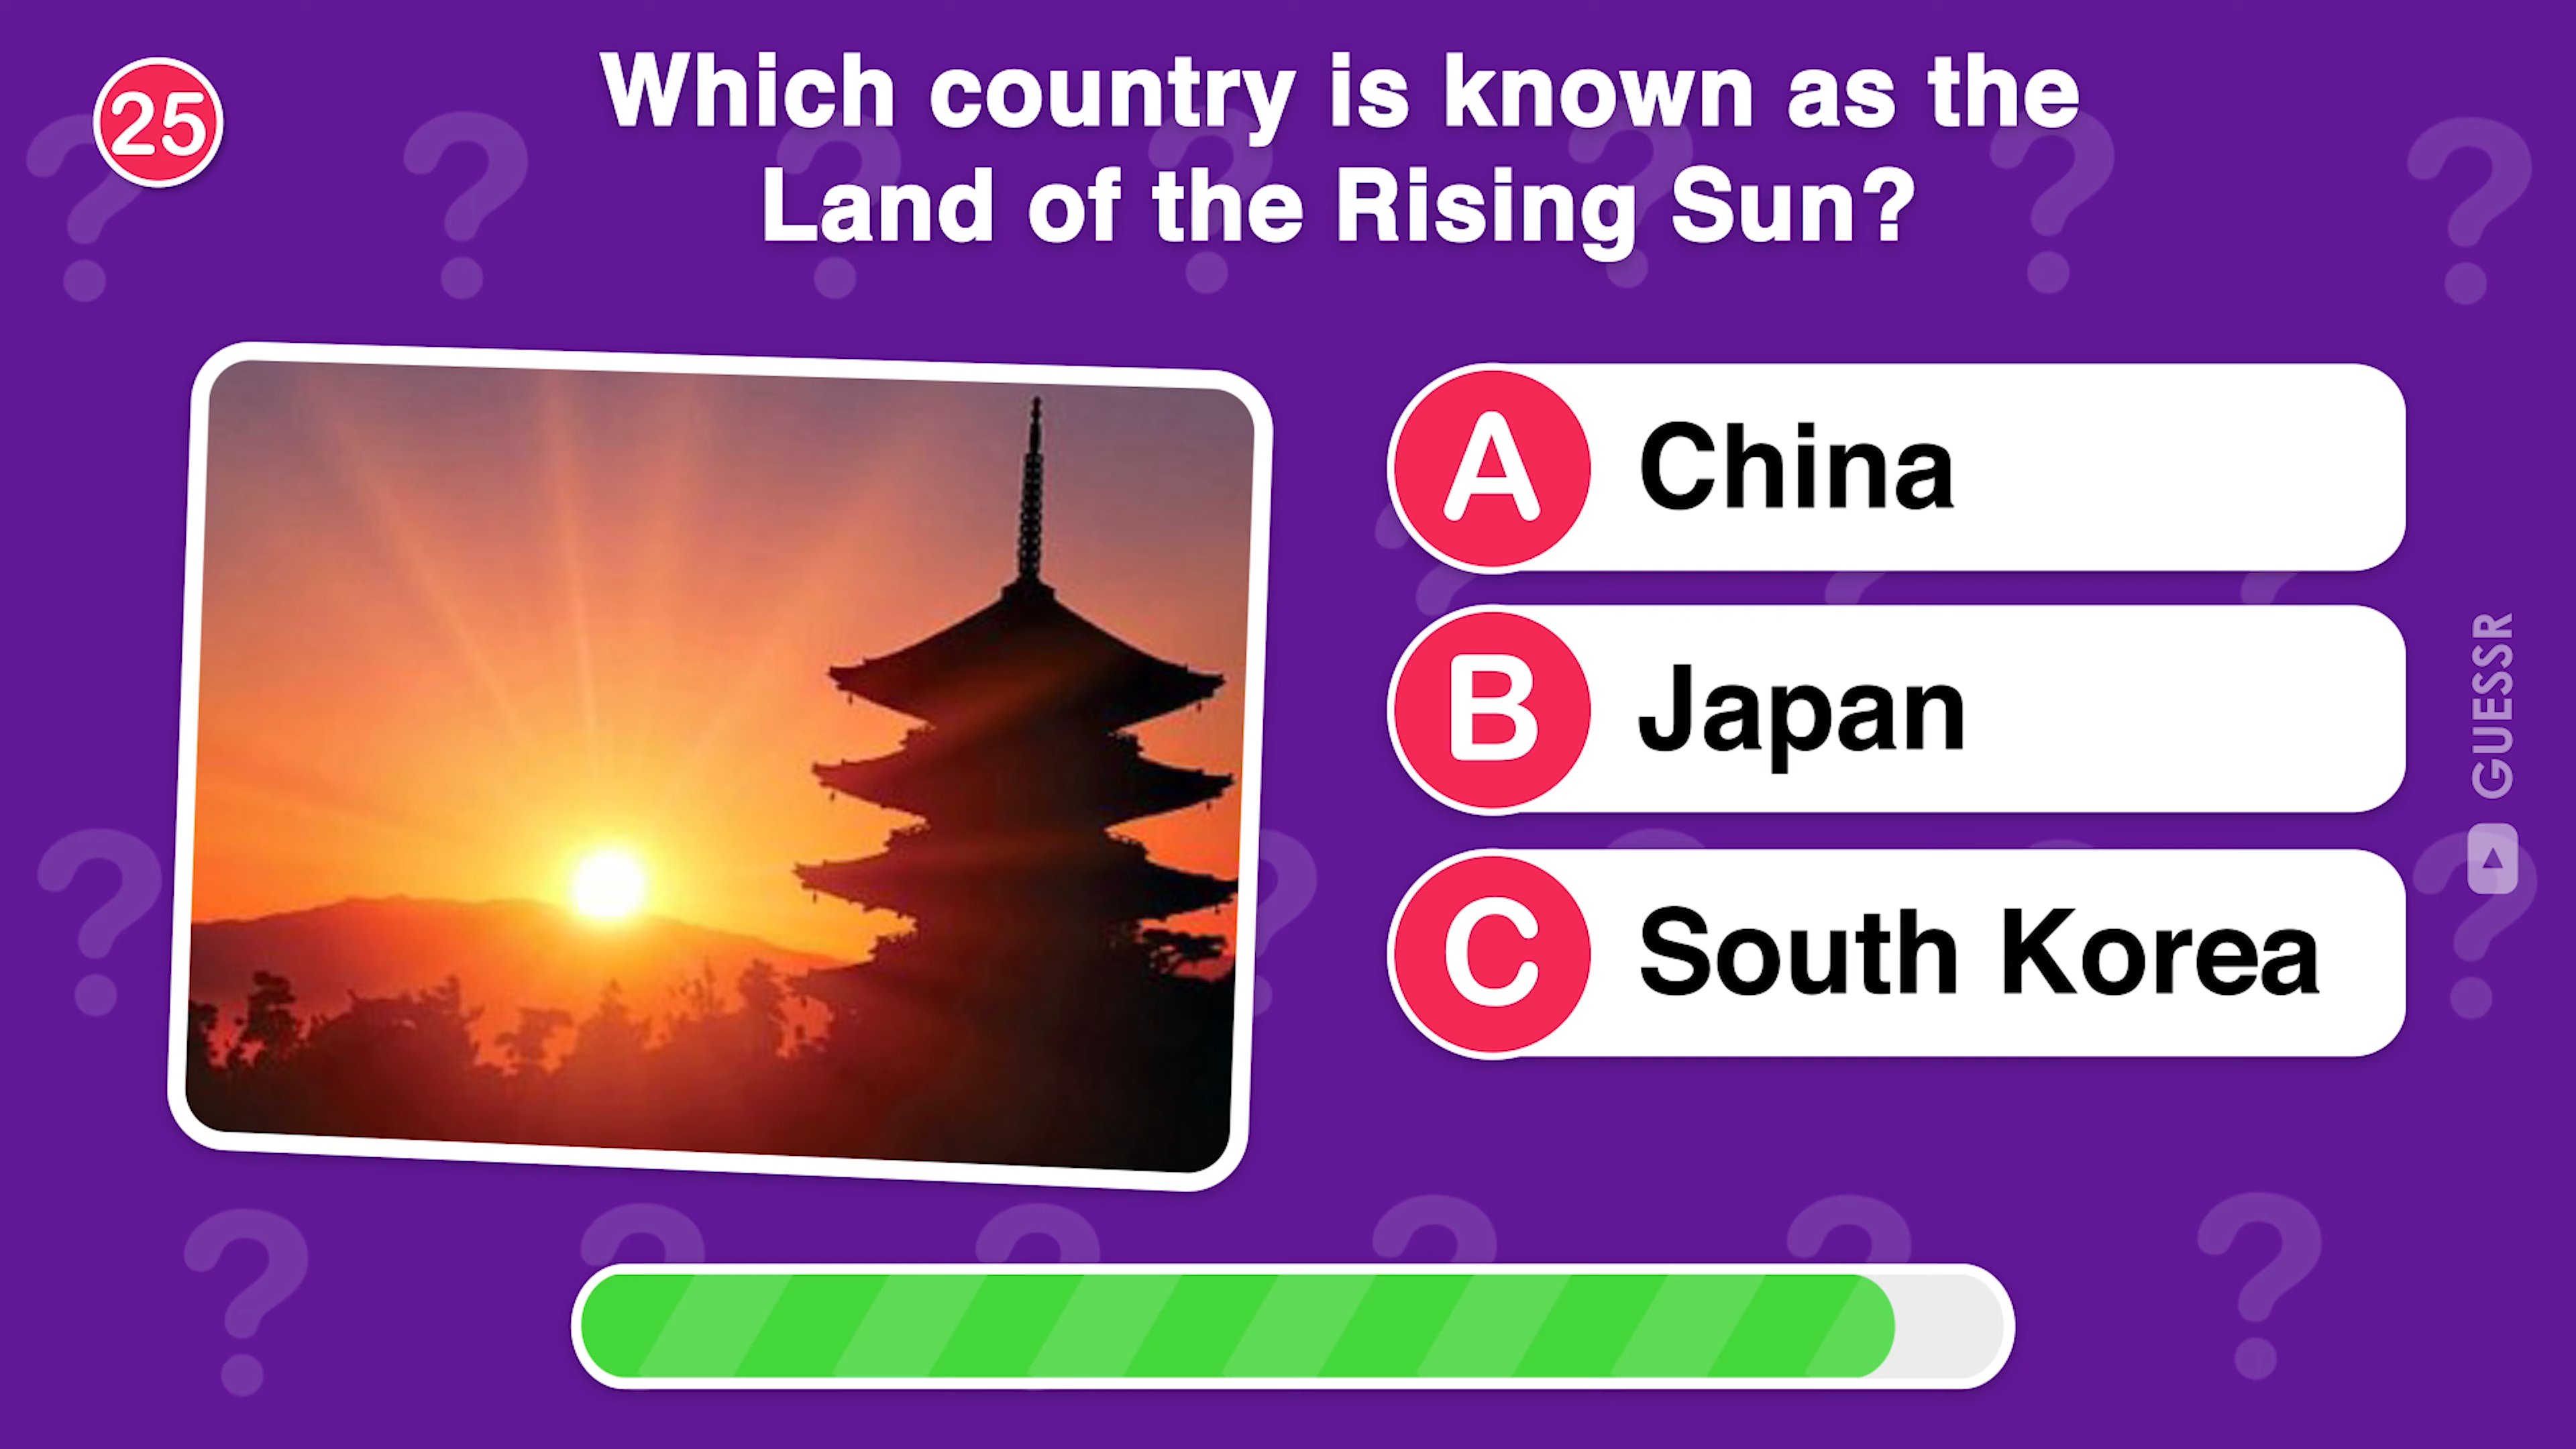 25
Which country is known as the
Land of the Rising Sun?
A China
B Japan
C South Korea
GUESSR